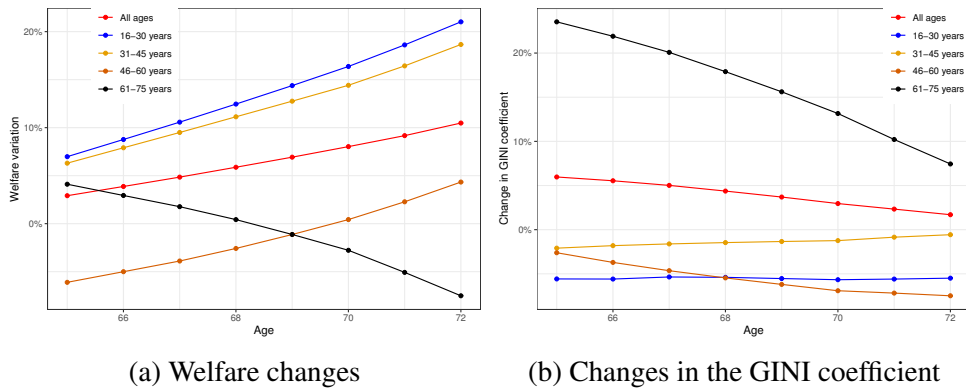 All ages
16−30 years
31−45 years
46−60 years
61−75 years
20%
10%
0%
Welfare variation
66
68
70
72
Age
(a) Welfare changes
All ages
16−30 years
31−45 years
46−60 years
61−75 years
20%
10%
0%
Change in GINI coefficient
66
68
70
72
Age
(b) Changes in the GINI coefficient